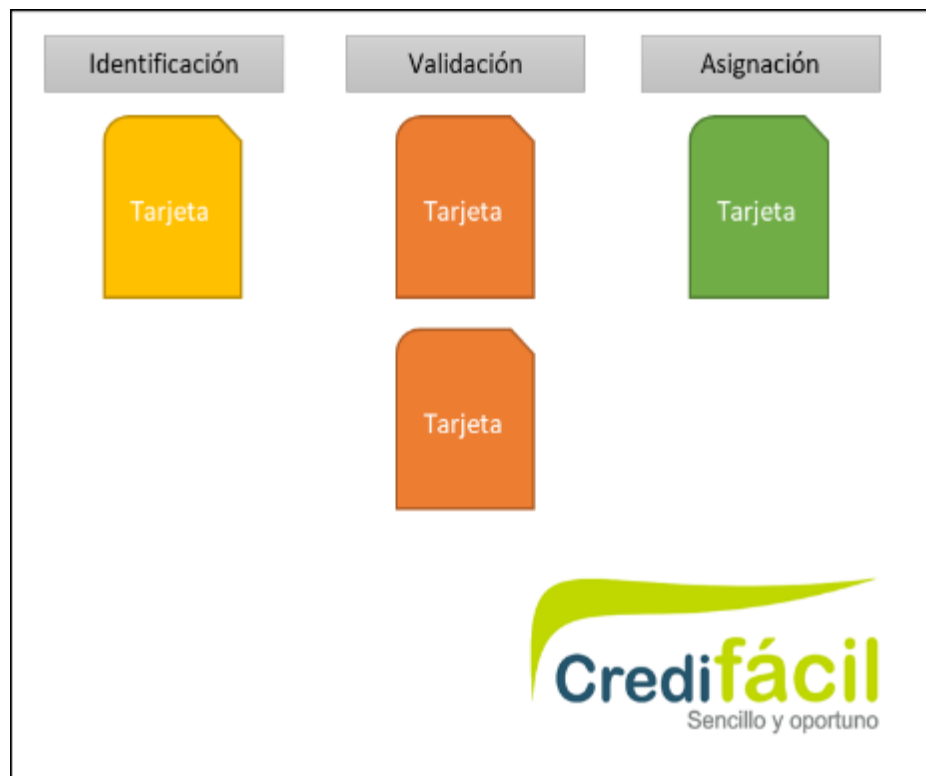 Identificación
Validación
Asignación
Tarjeta
Tarjeta
Tarjeta
Tarjeta
Credifácil
Sencillo y oportuno